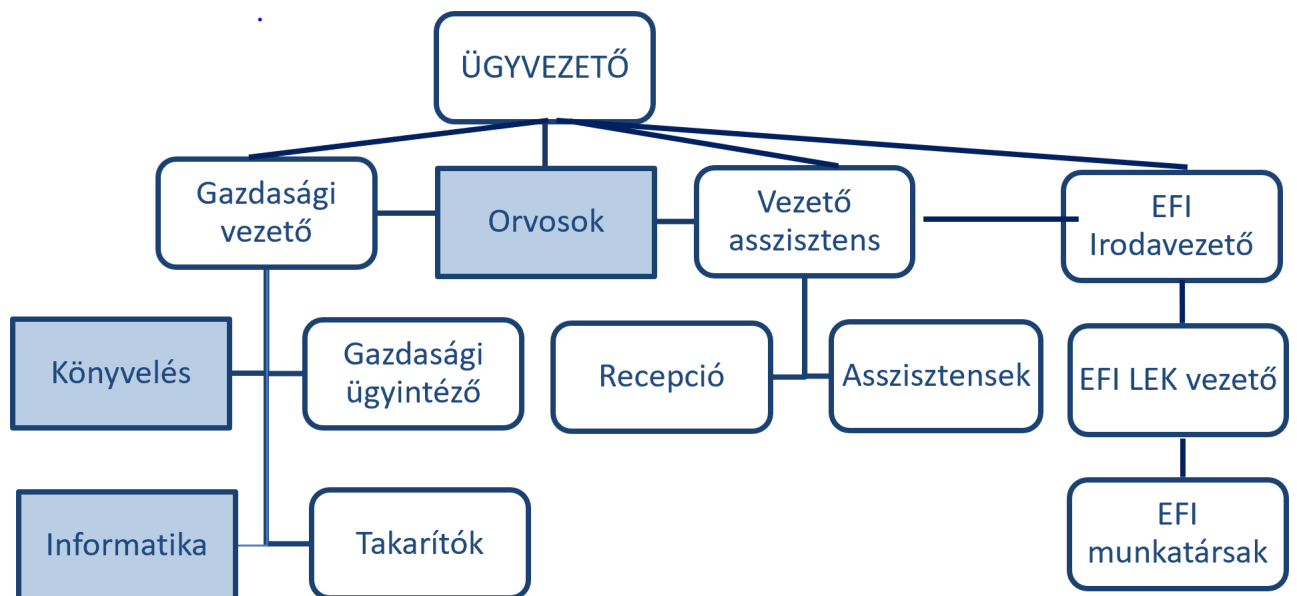 ÜGYVEZETŐ
Gazdasági
vezető
Orvosok
Vezető
asszisztens
EFI
Irodavezető
Könyvelés
Gazdasági
ügyintéző
Recepció
Asszisztensek
EFI LEK vezető
Informatika
Takarítók
EFI
munkatársak